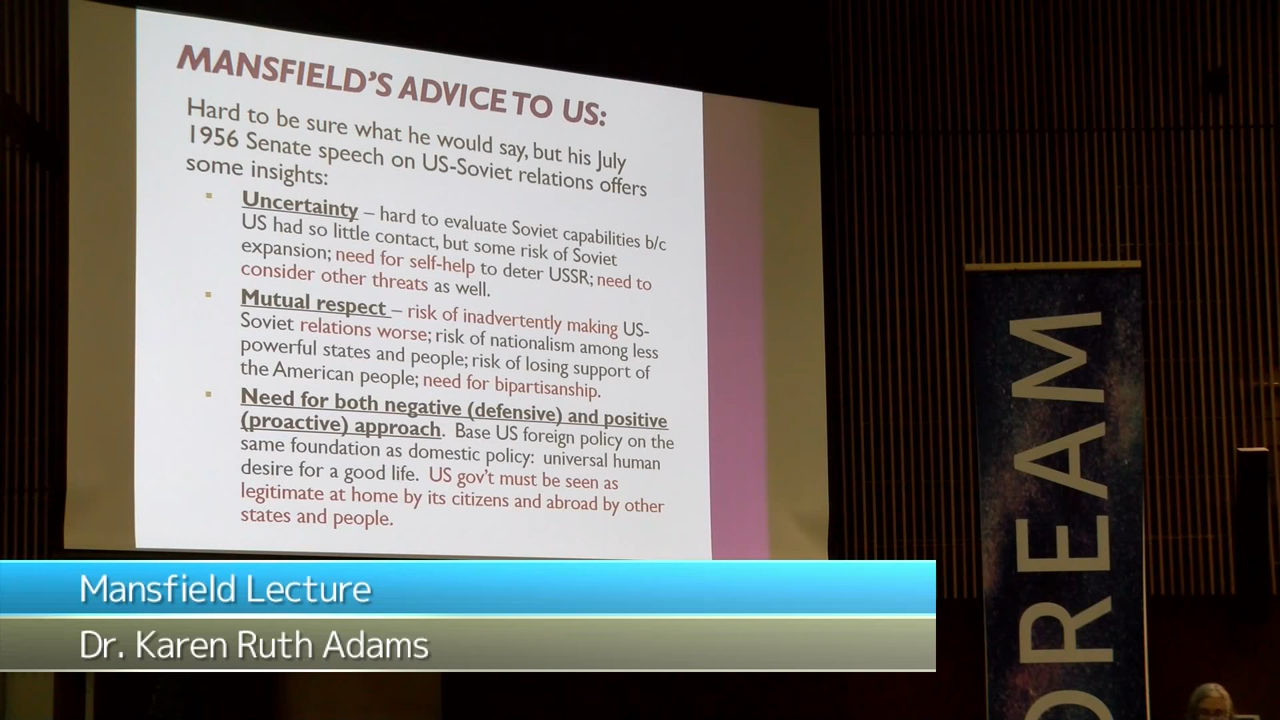 MANSFIELD'S ADVICE TO US:
Hard to be sure what he would say, but his July
1956 Senate speech on US-Soviet relations offers
some insights:
▪ Uncertainty – hard to evaluate Soviet capabilities b/c
US had so little contact, but some risk of Soviet
expansion; need for self-help to deter USSR; need to
consider other threats as well.
▪ Mutual respect – risk of inadvertently making US-
Soviet relations worse; risk of nationalism among less
powerful states and people; risk of losing support of
the American people; need for bipartisanship.
▪ Need for both negative (defensive) and positive
(proactive) approach. Base US foreign policy on the
same foundation as domestic policy: universal human
desire for a good life. US gov't must be seen as
legitimate at home by its citizens and abroad by other
states and people.
DREAM
Mansfield Lecture
Dr. Karen Ruth Adams